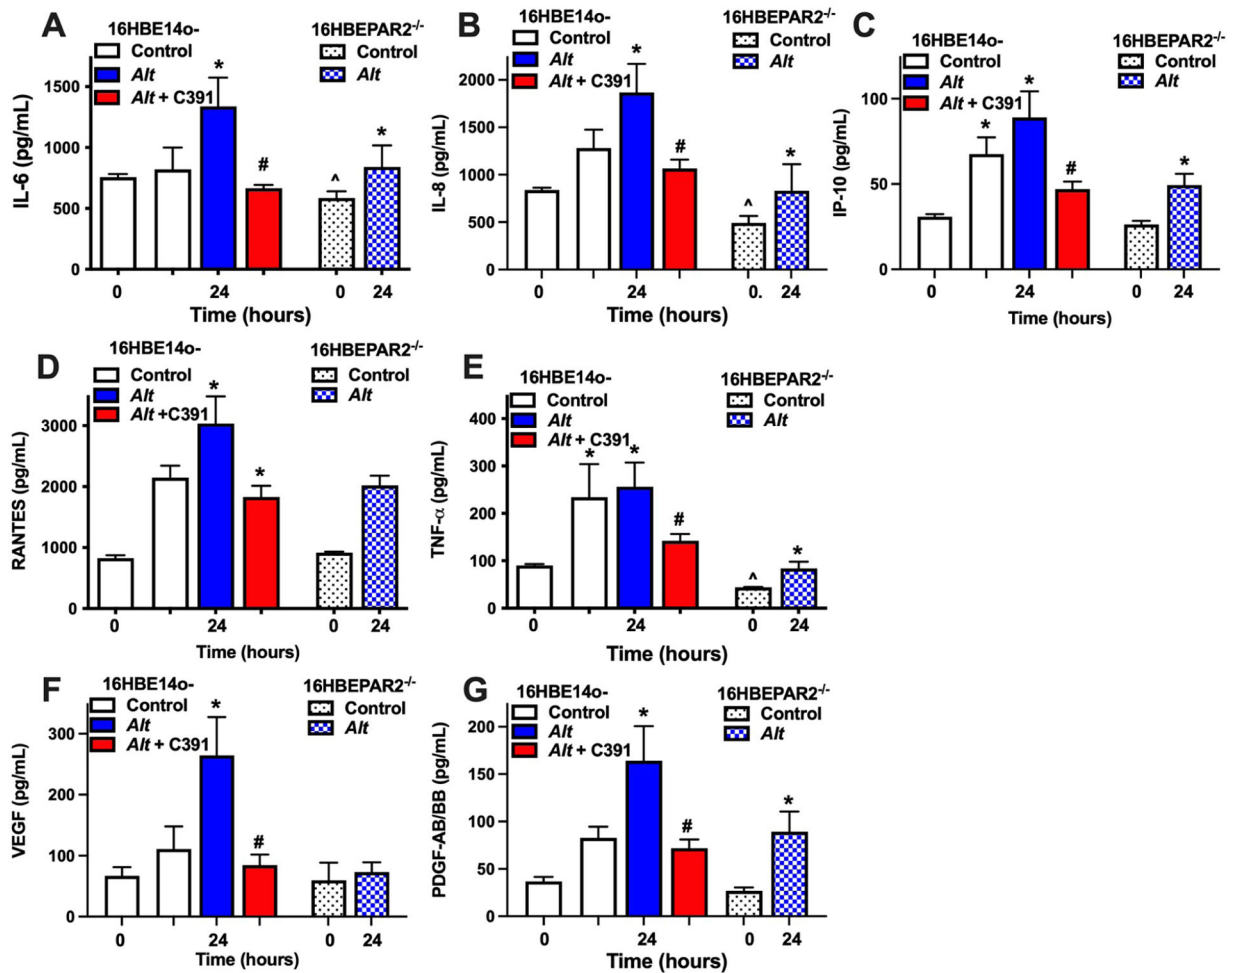 A
16HBE14o-
Control
Alt
Alt + C391
16HBEPAR2-/-
Control
Alt
IL-6 (pg/mL)
1500
1000
500
0
*
#
^
*
0
24
0
24
Time (hours)
B
16HBE14o-
Control
Alt
Alt + C391
16HBEPAR2-/-
Control
Alt
IL-8 (pg/mL)
2000
1500
1000
500
0
*
#
^
*
0
24
0.
24
Time (hours)
C
16HBE14o-
Control
Alt
Alt + C391
16HBEPAR2-/-
Control
Alt
IP-10 (pg/mL)
100
50
0
*
*
#
*
0
24
0
24
Time (hours)
D
16HBE14o-
Control
Alt
Alt +C391
16HBEPAR2-/-
Control
Alt
RANTES (pg/mL)
3000
2000
1000
0
*
*
0
24
0
24
Time (hours)
E
16HBE14o-
Control
Alt
Alt + C391
16HBEPAR2-/-
Control
Alt
TNF-α (pg/mL)
400
300
200
100
0
*
*
#
^
*
0
24
0
24
Time (hours)
F
16HBE14o-
Control
Alt
Alt + C391
16HBEPAR2-/-
Control
Alt
VEGF (pg/mL)
300
200
100
0
*
#
0
24
0
24
Time (hours)
G
16HBE14o-
Control
Alt
Alt + C391
16HBEPAR2-/-
Control
Alt
PDGF-AB/BB (pg/mL)
200
150
100
50
0
*
#
*
0
24
0
24
Time (hours)